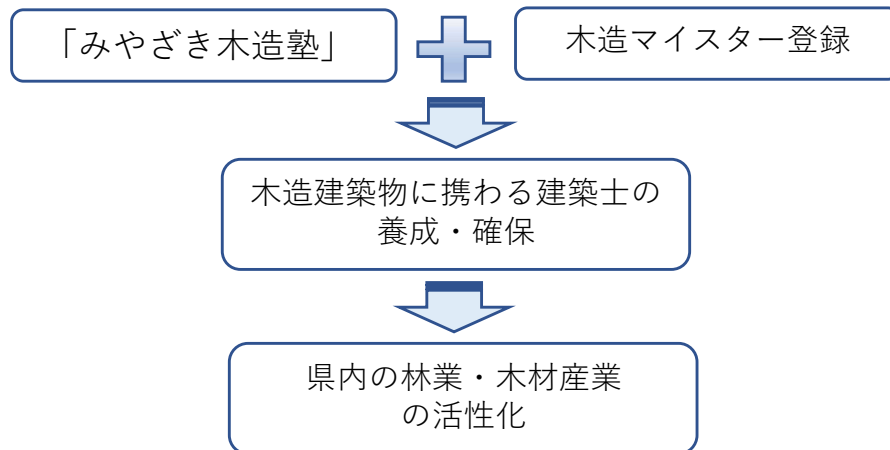 「みやざき木造塾」
木造マイスター登録
木造建築物に携わる建築士の
養成・確保
県内の林業・木材産業
の活性化